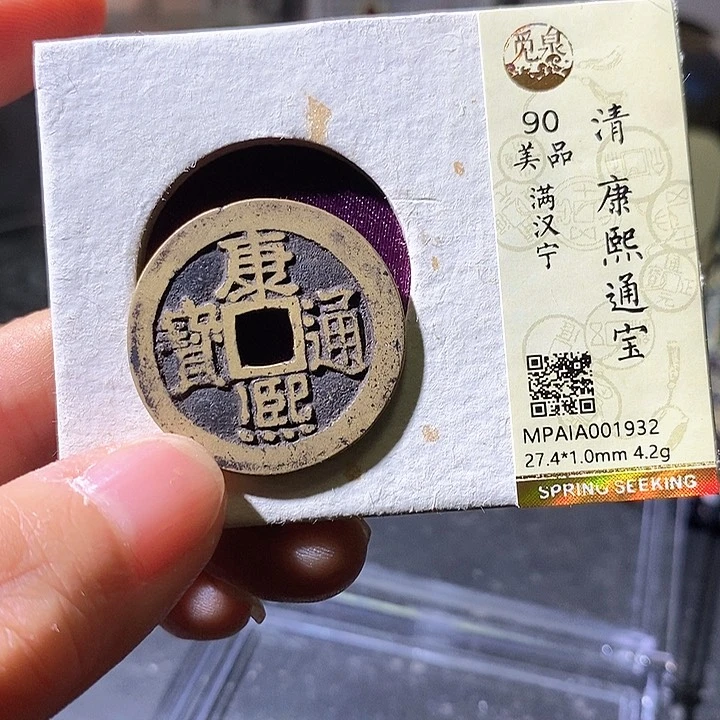 康熙通寶
觅泉
90
美品
满汉宁
清 康熙通宝
MPAIA001932
27.4*1.0mm 4.2g
SPRING SEEKING